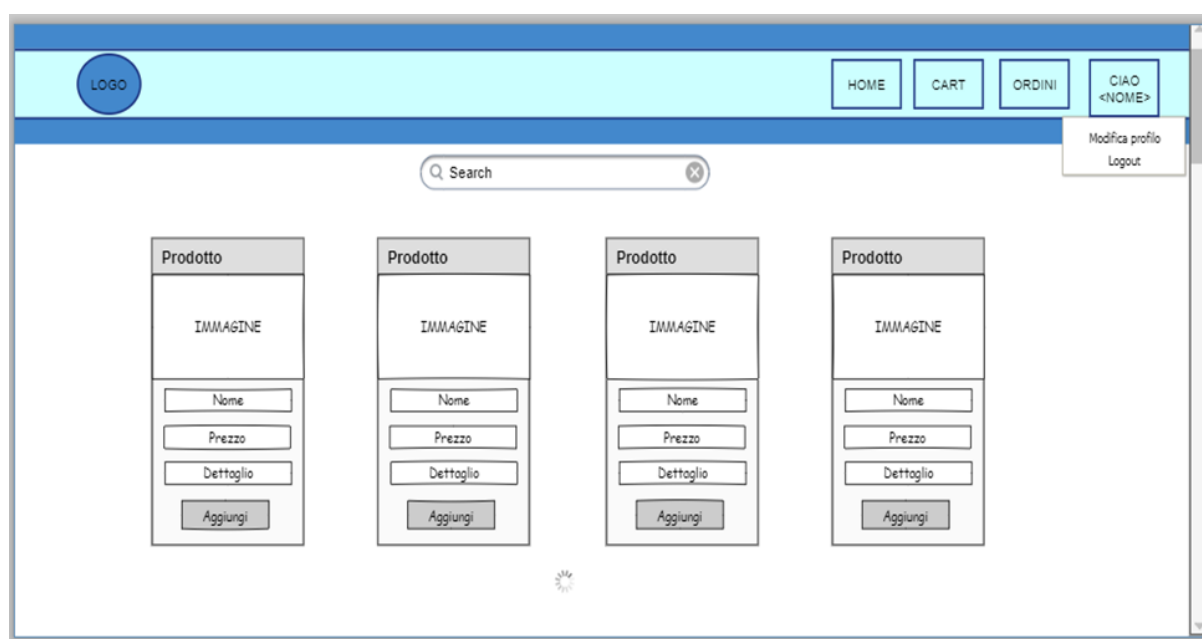 LOGO
HOME
CART
ORDINI
CIAO
<NOME>
Modifica profilo
Logout
Search
Prodotto
Prodotto
Prodotto
Prodotto
IMMAGINE
IMMAGINE
IMMAGINE
IMMAGINE
Nome
Nome
Nome
Nome
Prezzo
Prezzo
Prezzo
Prezzo
Dettaglio
Dettaglio
Dettaglio
Dettaglio
Aggiungi
Aggiungi
Aggiungi
Aggiungi